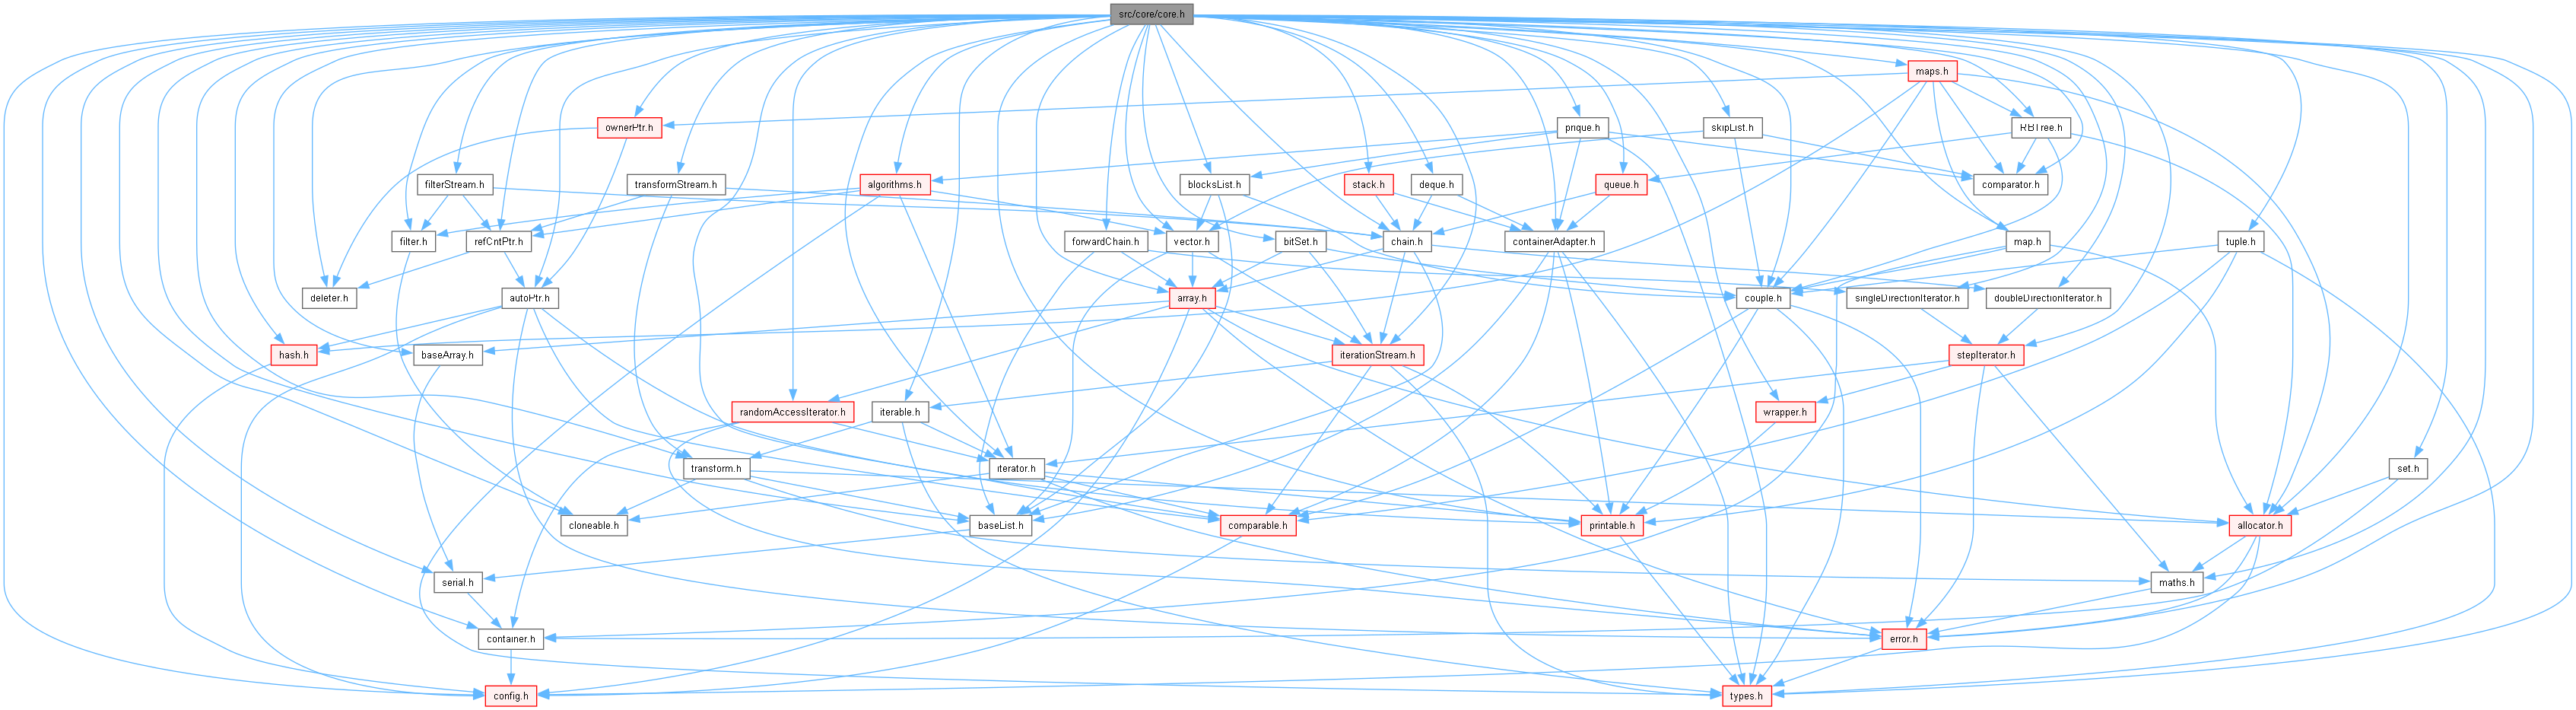 src/core/core.h
maps.h
ownerPtr.h
prique.h
skipList.h
RBTree.h
filterStream.h
transformStream.h
algorithms.h
blocksList.h
stack.h
deque.h
queue.h
comparator.h
filter.h
refCntPtr.h
forwardChain.h
vector.h
bitSet.h
chain.h
containerAdapter.h
map.h
tuple.h
deleter.h
autoPtr.h
array.h
couple.h
singleDirectionIterator.h
doubleDirectionIterator.h
hash.h
baseArray.h
iterationStream.h
stepIterator.h
randomAccessIterator.h
iterable.h
wrapper.h
transform.h
iterator.h
set.h
cloneable.h
baseList.h
comparable.h
printable.h
allocator.h
serial.h
maths.h
container.h
error.h
config.h
types.h